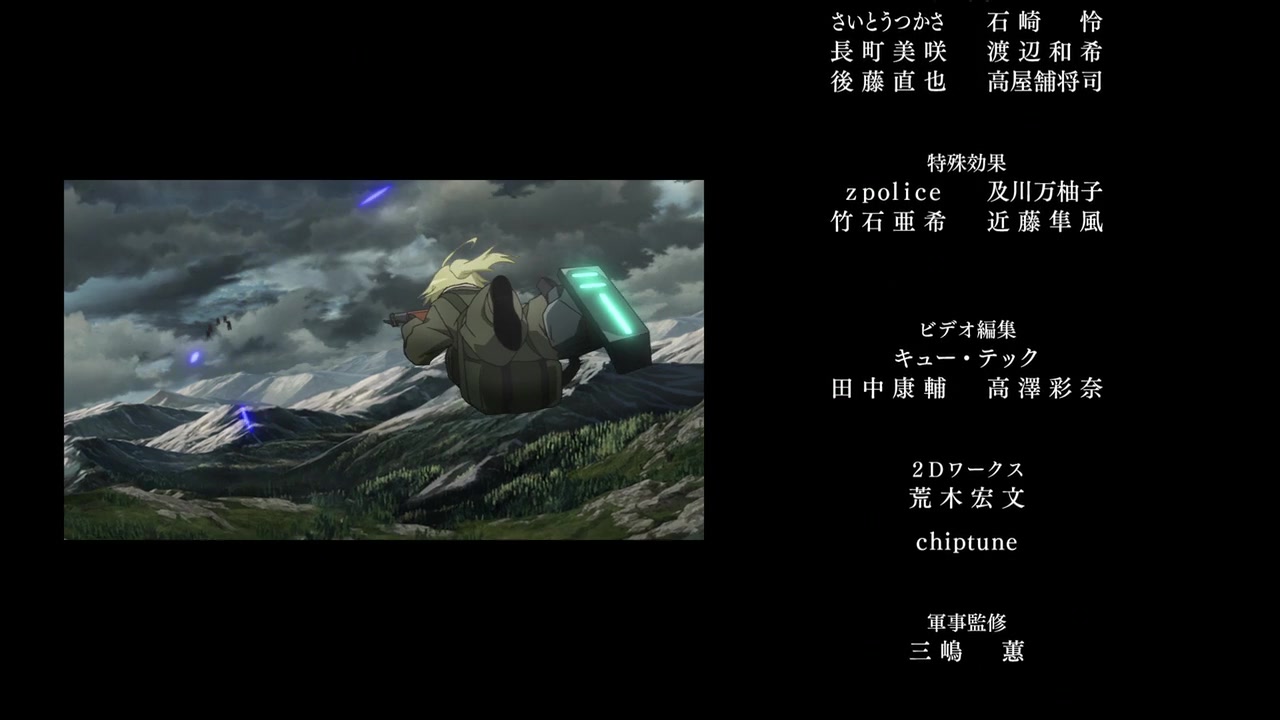 さいとうつかさ　石崎　怜
長町美咲　渡辺和希
後藤直也　高屋舗将司
特殊効果
zpolice　及川万柚子
竹石亜希　近藤隼風
ビデオ編集
キュー・テック
田中康輔　高澤彩奈
２Ｄワークス
荒木宏文
chiptune
軍事監修
三嶋　蕙